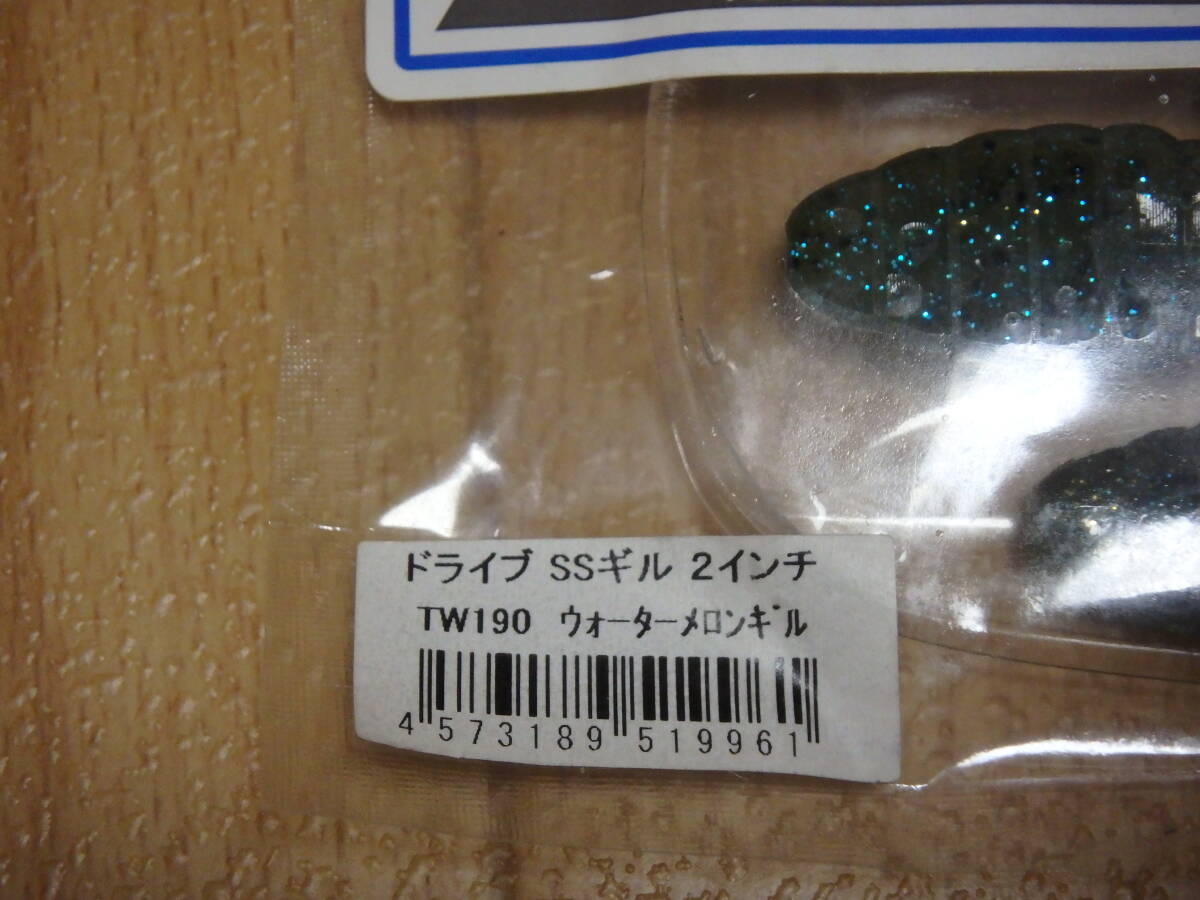 ドライブ SSギル 2インチ
TW190 ｳｫｰﾀｰﾒﾛﾝｷﾞﾙ
4 573189 519961